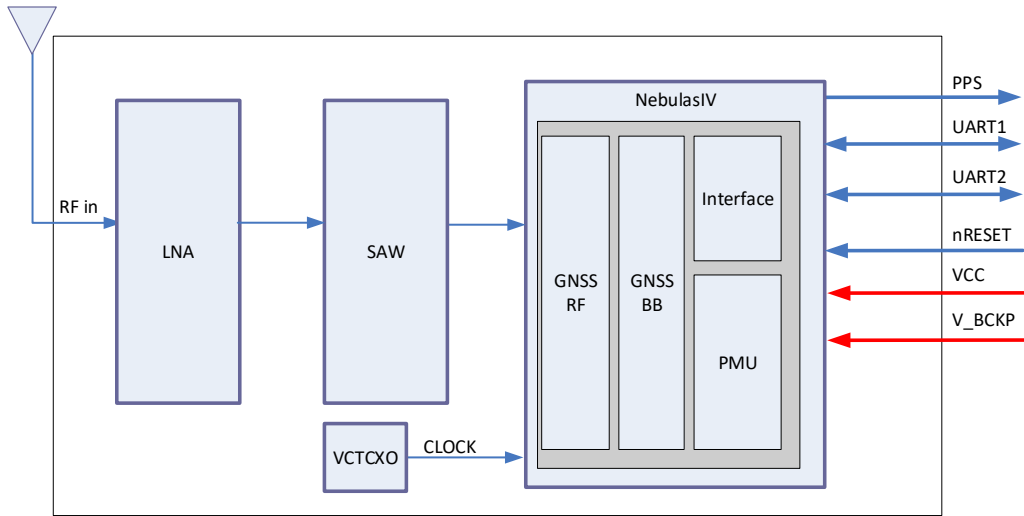 NebulasIV
PPS
UART1
UART2
nRESET
VCC
V_BCKP
RF in
LNA
SAW
GNSS
RF
GNSS
BB
Interface
PMU
VCTCXO
CLOCK